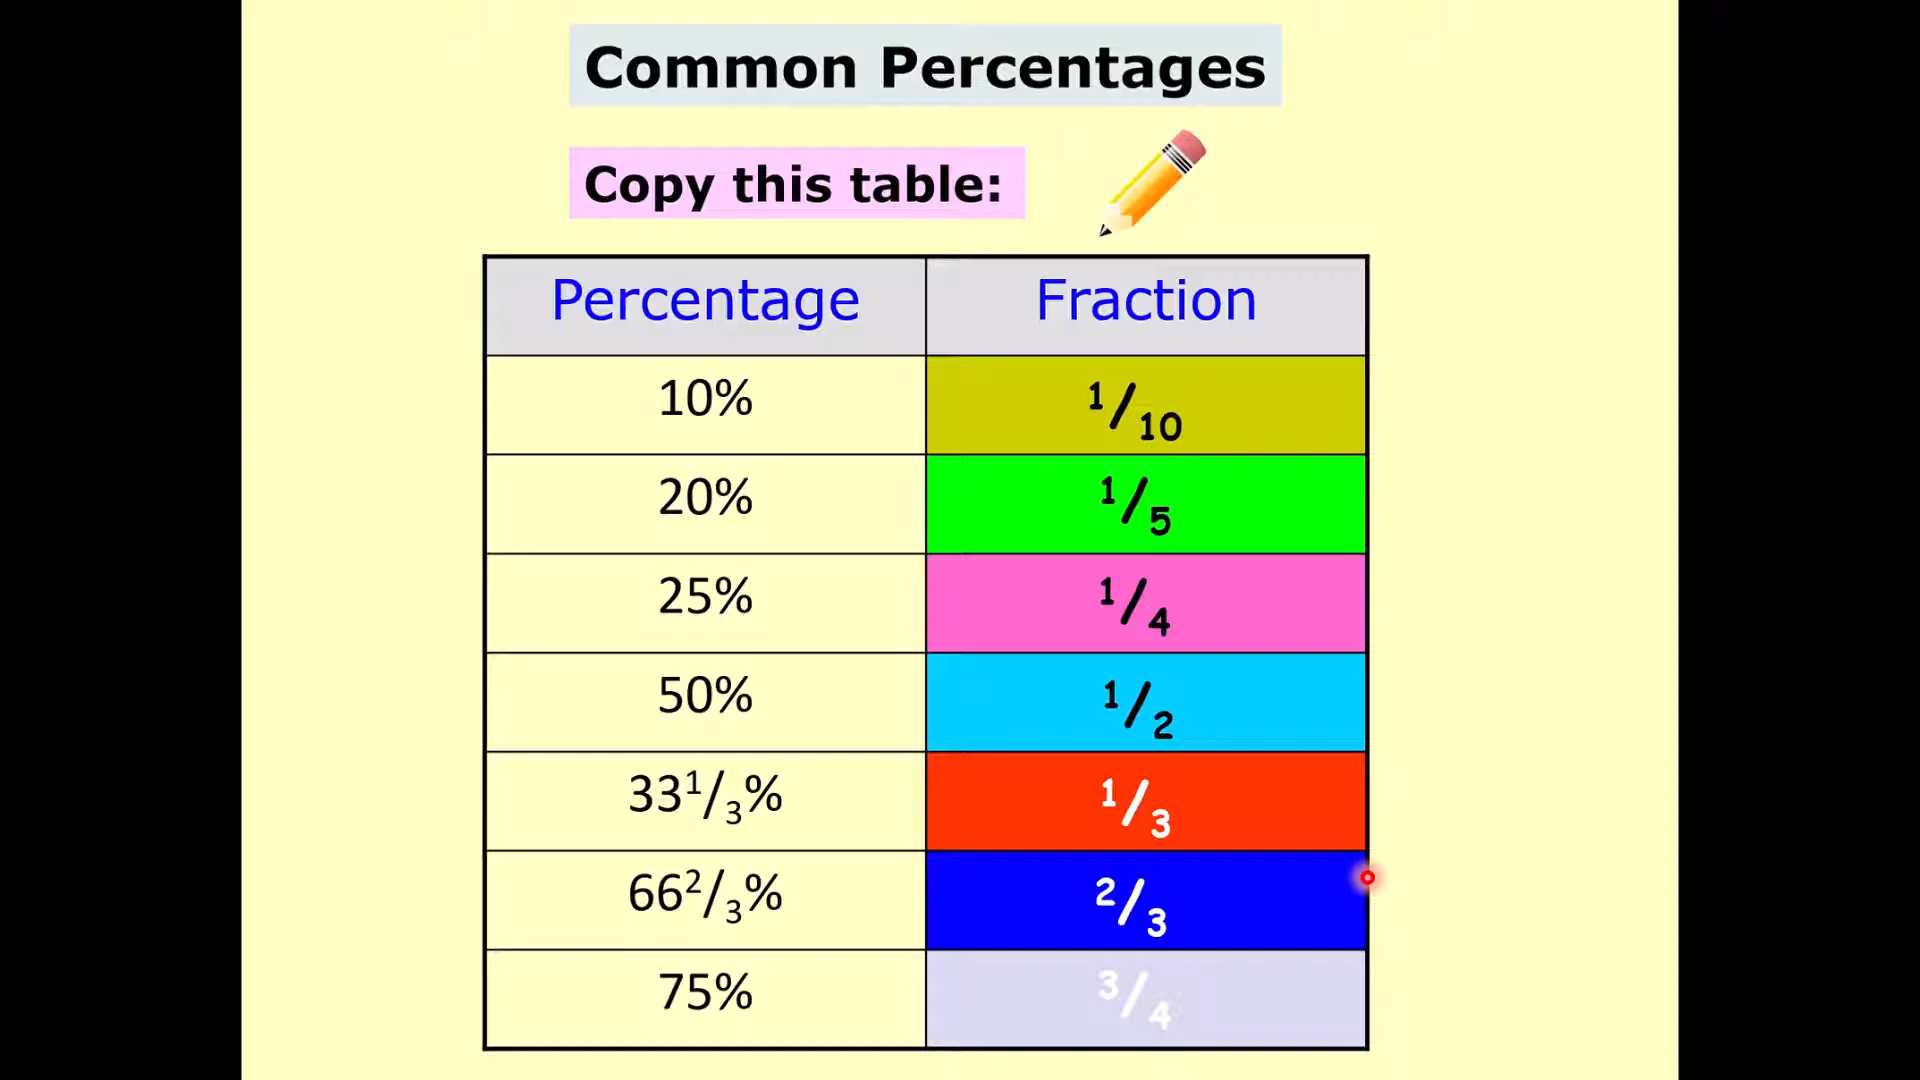 Common Percentages
Copy this table:
Percentage Fraction
10% 1/10
20% 1/5
25% 1/4
50% 1/2
33 1/3% 1/3
66 2/3% 2/3
75% 3/4